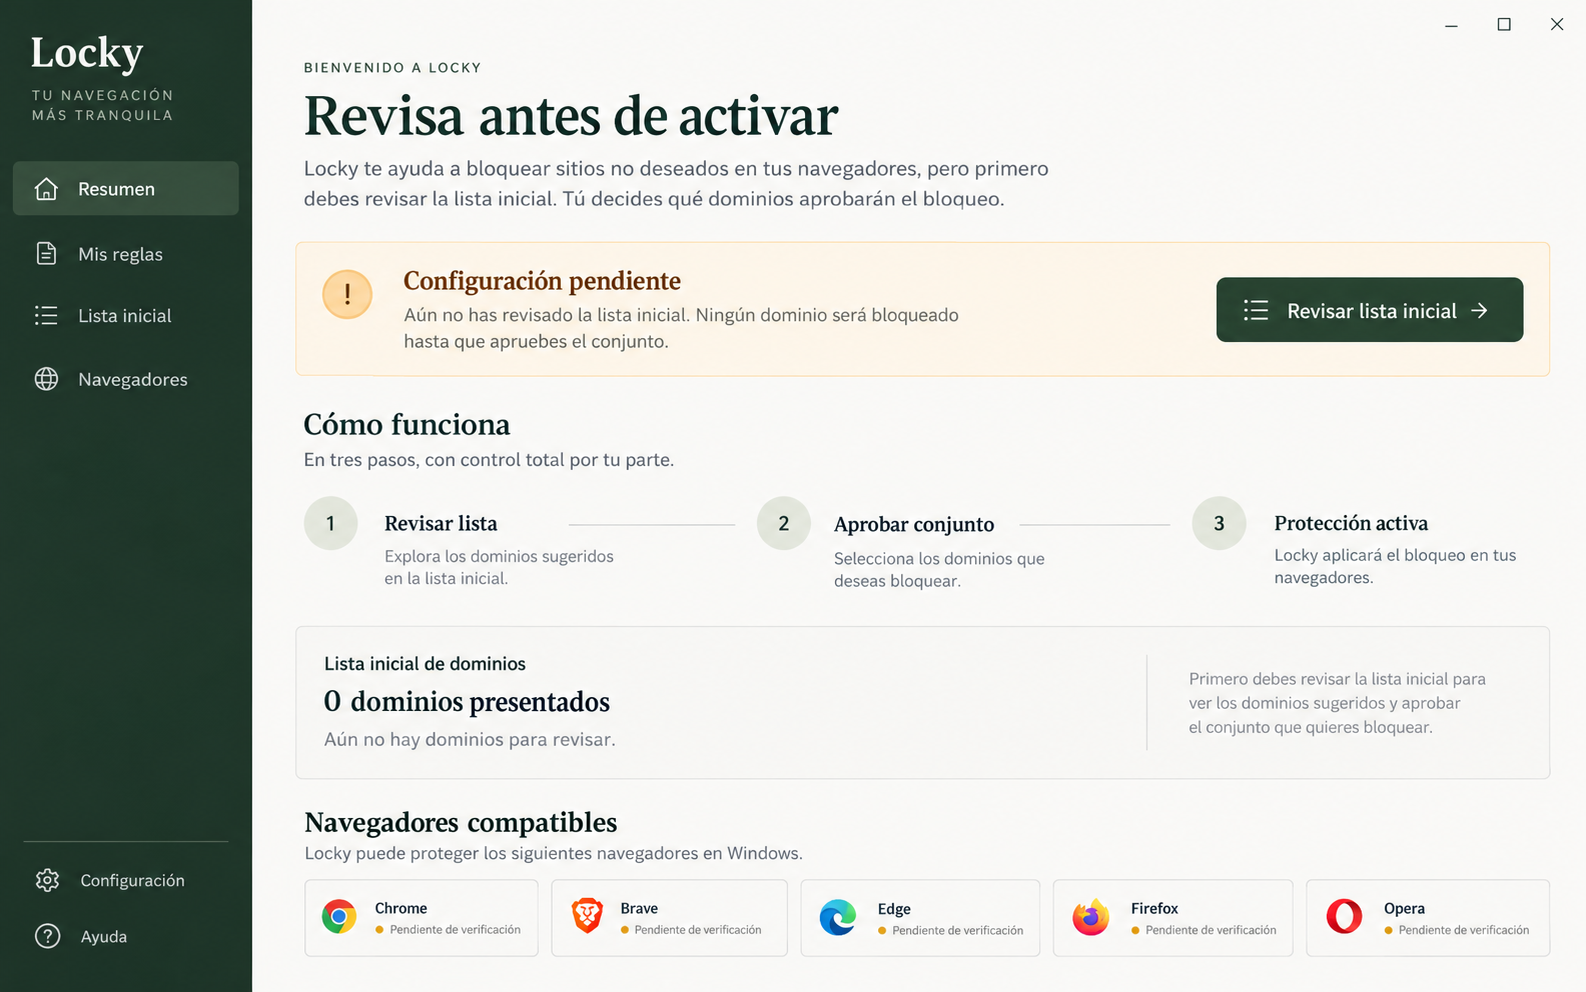 Locky
TU NAVEGACIÓN
MÁS TRANQUILA
Resumen
Mis reglas
Lista inicial
Navegadores
Configuración
Ayuda
BIENVENIDO A LOCKY
Revisa antes de activar
Locky te ayuda a bloquear sitios no deseados en tus navegadores, pero primero
debes revisar la lista inicial. Tú decides qué dominios aprobarán el bloqueo.
!
Configuración pendiente
Aún no has revisado la lista inicial. Ningún dominio será bloqueado
hasta que apruebes el conjunto.
Revisar lista inicial →
Cómo funciona
En tres pasos, con control total por tu parte.
1
Revisar lista
Explora los dominios sugeridos
en la lista inicial.
2
Aprobar conjunto
Selecciona los dominios que
deseas bloquear.
3
Protección activa
Locky aplicará el bloqueo en tus
navegadores.
Lista inicial de dominios
0 dominios presentados
Aún no hay dominios para revisar.
Primero debes revisar la lista inicial para
ver los dominios sugeridos y aprobar
el conjunto que quieres bloquear.
Navegadores compatibles
Locky puede proteger los siguientes navegadores en Windows.
Chrome
Pendiente de verificación
Brave
Pendiente de verificación
Edge
Pendiente de verificación
Firefox
Pendiente de verificación
Opera
Pendiente de verificación